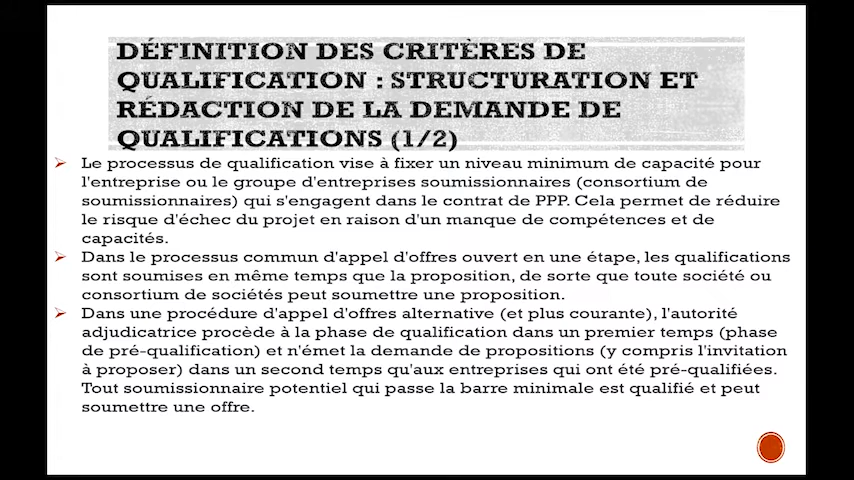 DÉFINITION DES CRITÈRES DE
QUALIFICATION : STRUCTURATION ET
RÉDACTION DE LA DEMANDE DE
QUALIFICATIONS (1/2)
Le processus de qualification vise à fixer un niveau minimum de capacité pour
l'entreprise ou le groupe d'entreprises soumissionnaires (consortium de
soumissionnaires) qui s'engagent dans le contrat de PPP. Cela permet de réduire
le risque d'échec du projet en raison d'un manque de compétences et de
capacités.
Dans le processus commun d'appel d'offres ouvert en une étape, les qualifications
sont soumises en même temps que la proposition, de sorte que toute société ou
consortium de sociétés peut soumettre une proposition.
Dans une procédure d'appel d'offres alternative (et plus courante), l'autorité
adjudicatrice procède à la phase de qualification dans un premier temps (phase
de pré-qualification) et n'émet la demande de propositions (y compris l'invitation
à proposer) dans un second temps qu'aux entreprises qui ont été pré-qualifiées.
Tout soumissionnaire potentiel qui passe la barre minimale est qualifié et peut
soumettre une offre.